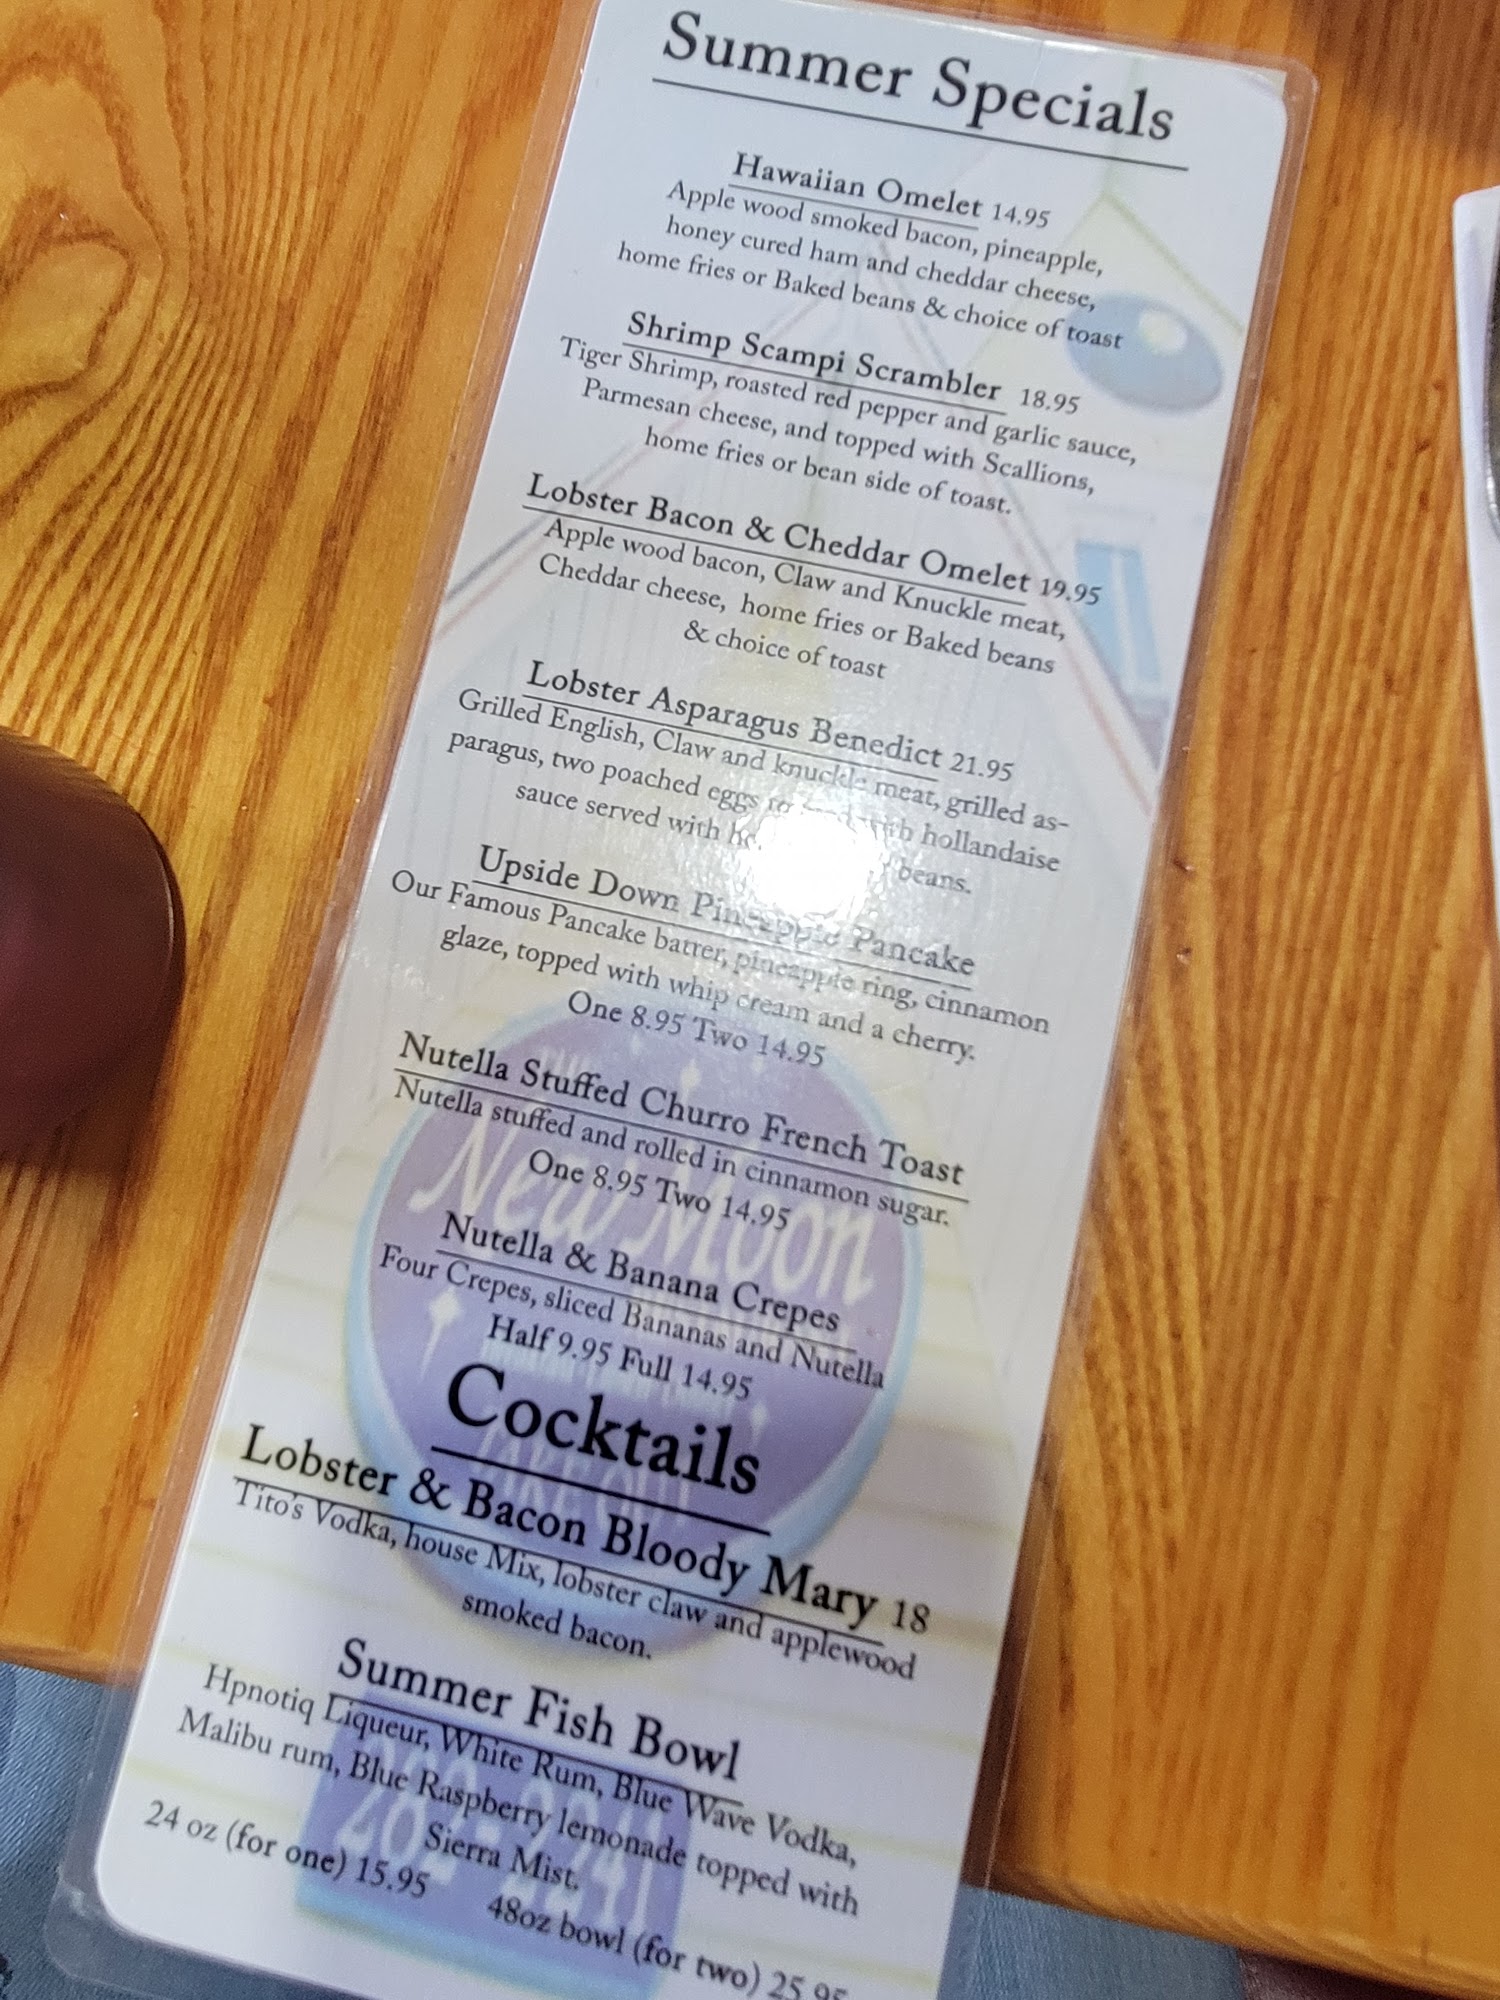 Summer Specials
Hawaiian Omelet 14.95
Apple wood smoked bacon, pineapple,
honey cured ham and cheddar cheese,
home fries or Baked beans & choice of toast
Shrimp Scampi Scrambler 18.95
Tiger Shrimp, roasted red pepper and garlic sauce,
Parmesan cheese, and topped with Scallions,
home fries or bean side of toast.
Lobster Bacon & Cheddar Omelet 19.95
Apple wood bacon, Claw and Knuckle meat,
Cheddar cheese, home fries or Baked beans
& choice of toast
Lobster Asparagus Benedict 21.95
Grilled English, Claw and knuckle meat, grilled as-
paragus, two poached eggs with hollandaise
sauce served with beans.
Upside Down Pineapple Pancake
Our Famous Pancake batter, pineapple ring, cinnamon
glaze, topped with whip cream and a cherry.
One 8.95 Two 14.95
Nutella Stuffed Churro French Toast
Nutella stuffed and rolled in cinnamon sugar.
One 8.95 Two 14.95
Nutella & Banana Crepes
Four Crepes, sliced Bananas and Nutella
Half 9.95 Full 14.95
New Moon
Cocktails
Lobster & Bacon Bloody Mary 18
Tito's Vodka, house Mix, lobster claw and applewood
smoked bacon.
Summer Fish Bowl
Hpnotiq Liqueur, White Rum, Blue Wave Vodka,
Malibu rum, Blue Raspberry lemonade topped with
Sierra Mist.
24 oz (for one) 15.95 48oz bowl (for two) 25.95